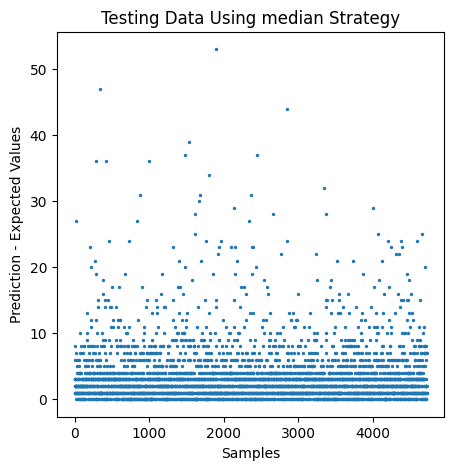 Testing Data Using median Strategy
Prediction - Expected Values
50
40
30
20
10
0
0 1000 2000 3000 4000
Samples